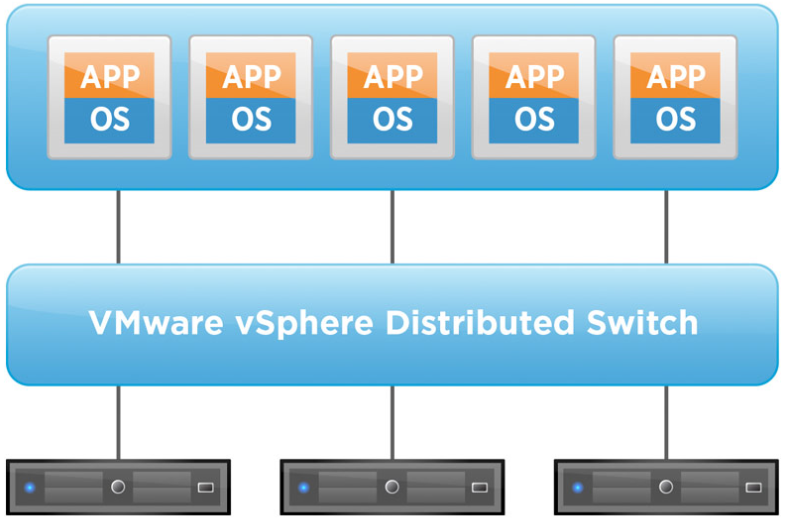 APP APP APP APP APP
OS OS OS OS OS
VMware vSphere Distributed Switch